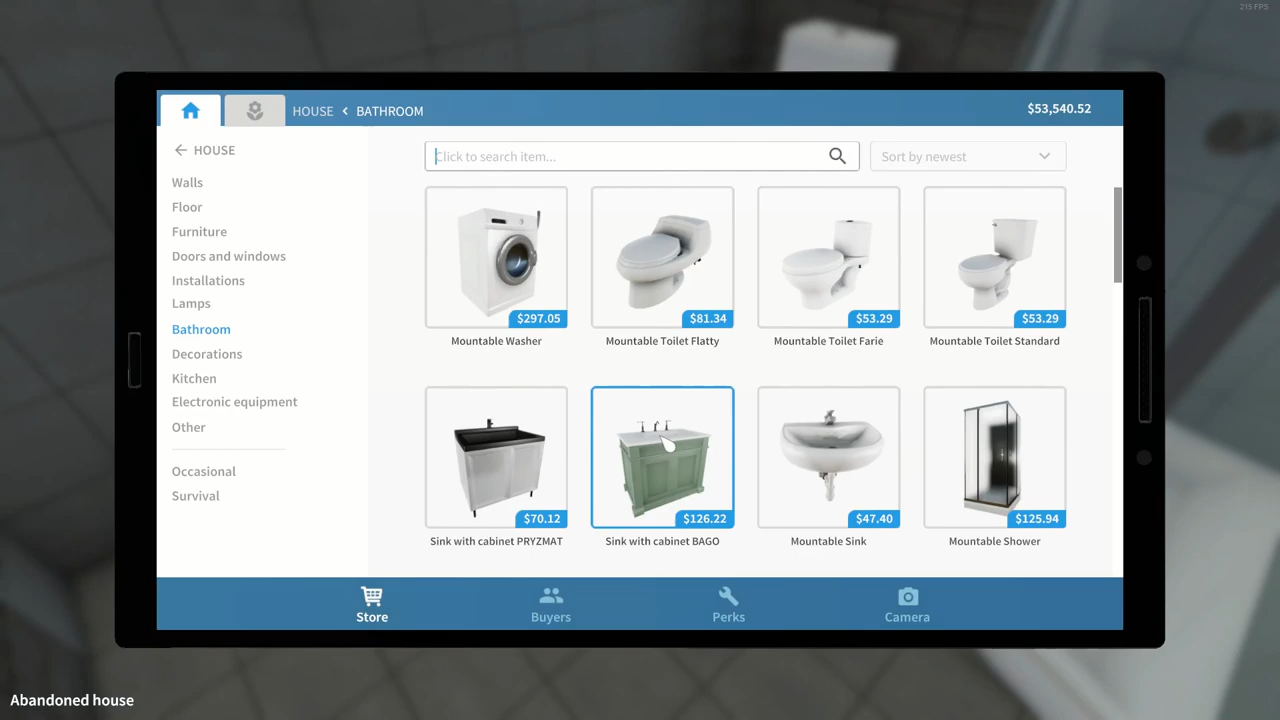 215 FPS
HOUSE < BATHROOM
$53,540.52
HOUSE
Click to search item...
Sort by newest
Walls
Floor
Furniture
Doors and windows
Installations
Lamps
Bathroom
Decorations
Kitchen
Electronic equipment
Other
Occasional
Survival
$297.05
$81.34
$53.29
$53.29
Mountable Washer
Mountable Toilet Flatty
Mountable Toilet Farie
Mountable Toilet Standard
$70.12
$126.22
$47.40
$125.94
Sink with cabinet PRYZMAT
Sink with cabinet BAGO
Mountable Sink
Mountable Shower
Store
Buyers
Perks
Camera
Abandoned house